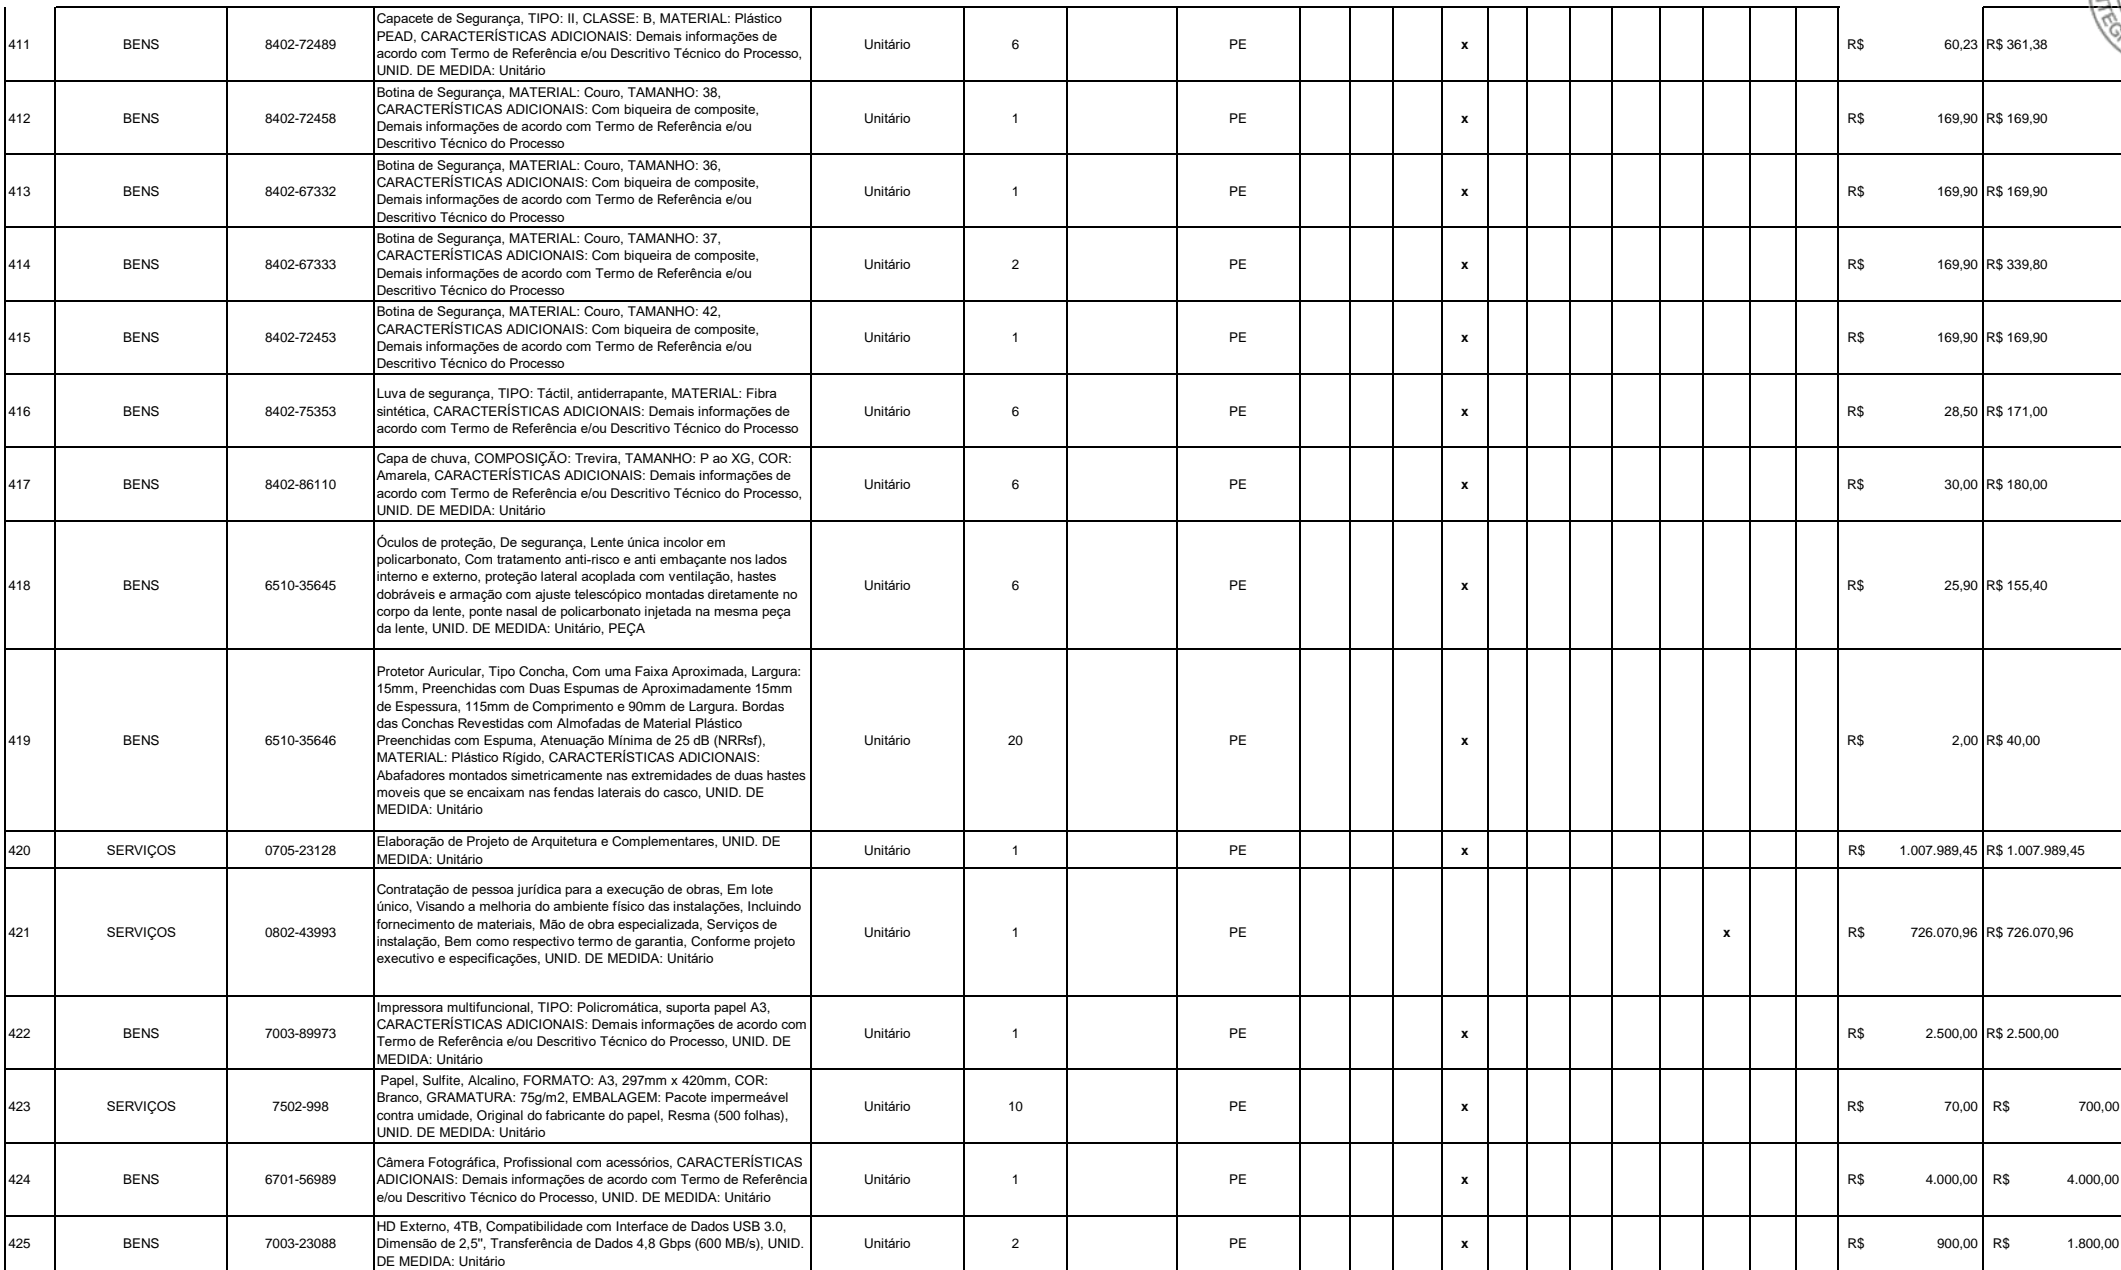 Capacete de Segurança, TIPO: II, CLASSE: B, MATERIAL: Plástico
PEAD, CARACTERÍSTICAS ADICIONAIS: Demais informações de
acordo com Termo de Referência e/ou Descritivo Técnico do Processo,
UNID. DE MEDIDA: Unitário
411 BENS 8402-72489 Unitário 6 PE x R$ 60,23 R$ 361,38
Botina de Segurança, MATERIAL: Couro, TAMANHO: 38,
CARACTERÍSTICAS ADICIONAIS: Com biqueira de composite,
Demais informações de acordo com Termo de Referência e/ou
Descritivo Técnico do Processo
412 BENS 8402-72458 Unitário 1 PE x R$ 169,90 R$ 169,90
Botina de Segurança, MATERIAL: Couro, TAMANHO: 36,
CARACTERÍSTICAS ADICIONAIS: Com biqueira de composite,
Demais informações de acordo com Termo de Referência e/ou
Descritivo Técnico do Processo
413 BENS 8402-67332 Unitário 1 PE x R$ 169,90 R$ 169,90
Botina de Segurança, MATERIAL: Couro, TAMANHO: 37,
CARACTERÍSTICAS ADICIONAIS: Com biqueira de composite,
Demais informações de acordo com Termo de Referência e/ou
Descritivo Técnico do Processo
414 BENS 8402-67333 Unitário 2 PE x R$ 169,90 R$ 339,80
Botina de Segurança, MATERIAL: Couro, TAMANHO: 42,
CARACTERÍSTICAS ADICIONAIS: Com biqueira de composite,
Demais informações de acordo com Termo de Referência e/ou
Descritivo Técnico do Processo
415 BENS 8402-72453 Unitário 1 PE x R$ 169,90 R$ 169,90
Luva de segurança, TIPO: Táctil, antiderrapante, MATERIAL: Fibra
sintética, CARACTERÍSTICAS ADICIONAIS: Demais informações de
acordo com Termo de Referência e/ou Descritivo Técnico do Processo
416 BENS 8402-75353 Unitário 6 PE x R$ 28,50 R$ 171,00
Capa de chuva, COMPOSIÇÃO: Trevira, TAMANHO: P ao XG, COR:
Amarela, CARACTERÍSTICAS ADICIONAIS: Demais informações de
acordo com Termo de Referência e/ou Descritivo Técnico do Processo,
UNID. DE MEDIDA: Unitário
417 BENS 8402-86110 Unitário 6 PE x R$ 30,00 R$ 180,00
Óculos de proteção, De segurança, Lente única incolor em
policarbonato, Com tratamento anti-risco e anti embaçante nos lados
interno e externo, proteção lateral acoplada com ventilação, hastes
dobráveis e armação com ajuste telescópico montadas diretamente no
corpo da lente, ponte nasal de policarbonato injetada na mesma peça
da lente, UNID. DE MEDIDA: Unitário, PEÇA
418 BENS 6510-35645 Unitário 6 PE x R$ 25,90 R$ 155,40
Protetor Auricular, Tipo Concha, Com uma Faixa Aproximada, Largura:
15mm, Preenchidas com Duas Espumas de Aproximadamente 15mm
de Espessura, 115mm de Comprimento e 90mm de Largura. Bordas
das Conchas Revestidas com Almofadas de Material Plástico
Preenchidas com Espuma, Atenuação Mínima de 25 dB (NRRsf),
MATERIAL: Plástico Rígido, CARACTERÍSTICAS ADICIONAIS:
Abafadores montados simetricamente nas extremidades de duas hastes
moveis que se encaixam nas fendas laterais do casco, UNID. DE
MEDIDA: Unitário
419 BENS 6510-35646 Unitário 20 PE x R$ 2,00 R$ 40,00
Elaboração de Projeto de Arquitetura e Complementares, UNID. DE
MEDIDA: Unitário
420 SERVIÇOS 0705-23128 Unitário 1 PE x R$ 1.007.989,45 R$ 1.007.989,45
Contratação de pessoa jurídica para a execução de obras, Em lote
único, Visando a melhoria do ambiente físico das instalações, Incluindo
fornecimento de materiais, Mão de obra especializada, Serviços de
instalação, Bem como respectivo termo de garantia, Conforme projeto
executivo e especificações, UNID. DE MEDIDA: Unitário
421 SERVIÇOS 0802-43993 Unitário 1 PE x R$ 726.070,96 R$ 726.070,96
Impressora multifuncional, TIPO: Policromática, suporta papel A3,
CARACTERÍSTICAS ADICIONAIS: Demais informações de acordo com
Termo de Referência e/ou Descritivo Técnico do Processo, UNID. DE
MEDIDA: Unitário
422 BENS 7003-89973 Unitário 1 PE x R$ 2.500,00 R$ 2.500,00
Papel, Sulfite, Alcalino, FORMATO: A3, 297mm x 420mm, COR:
Branco, GRAMATURA: 75g/m2, EMBALAGEM: Pacote impermeável
contra umidade, Original do fabricante do papel, Resma (500 folhas),
UNID. DE MEDIDA: Unitário
423 SERVIÇOS 7502-998 Unitário 10 PE x R$ 70,00 R$ 700,00
Câmera Fotográfica, Profissional com acessórios, CARACTERÍSTICAS
ADICIONAIS: Demais informações de acordo com Termo de Referência
e/ou Descritivo Técnico do Processo, UNID. DE MEDIDA: Unitário
424 BENS 6701-56989 Unitário 1 PE x R$ 4.000,00 R$ 4.000,00
HD Externo, 4TB, Compatibilidade com Interface de Dados USB 3.0,
Dimensão de 2,5", Transferência de Dados 4,8 Gbps (600 MB/s), UNID.
DE MEDIDA: Unitário
425 BENS 7003-23088 Unitário 2 PE x R$ 900,00 R$ 1.800,00